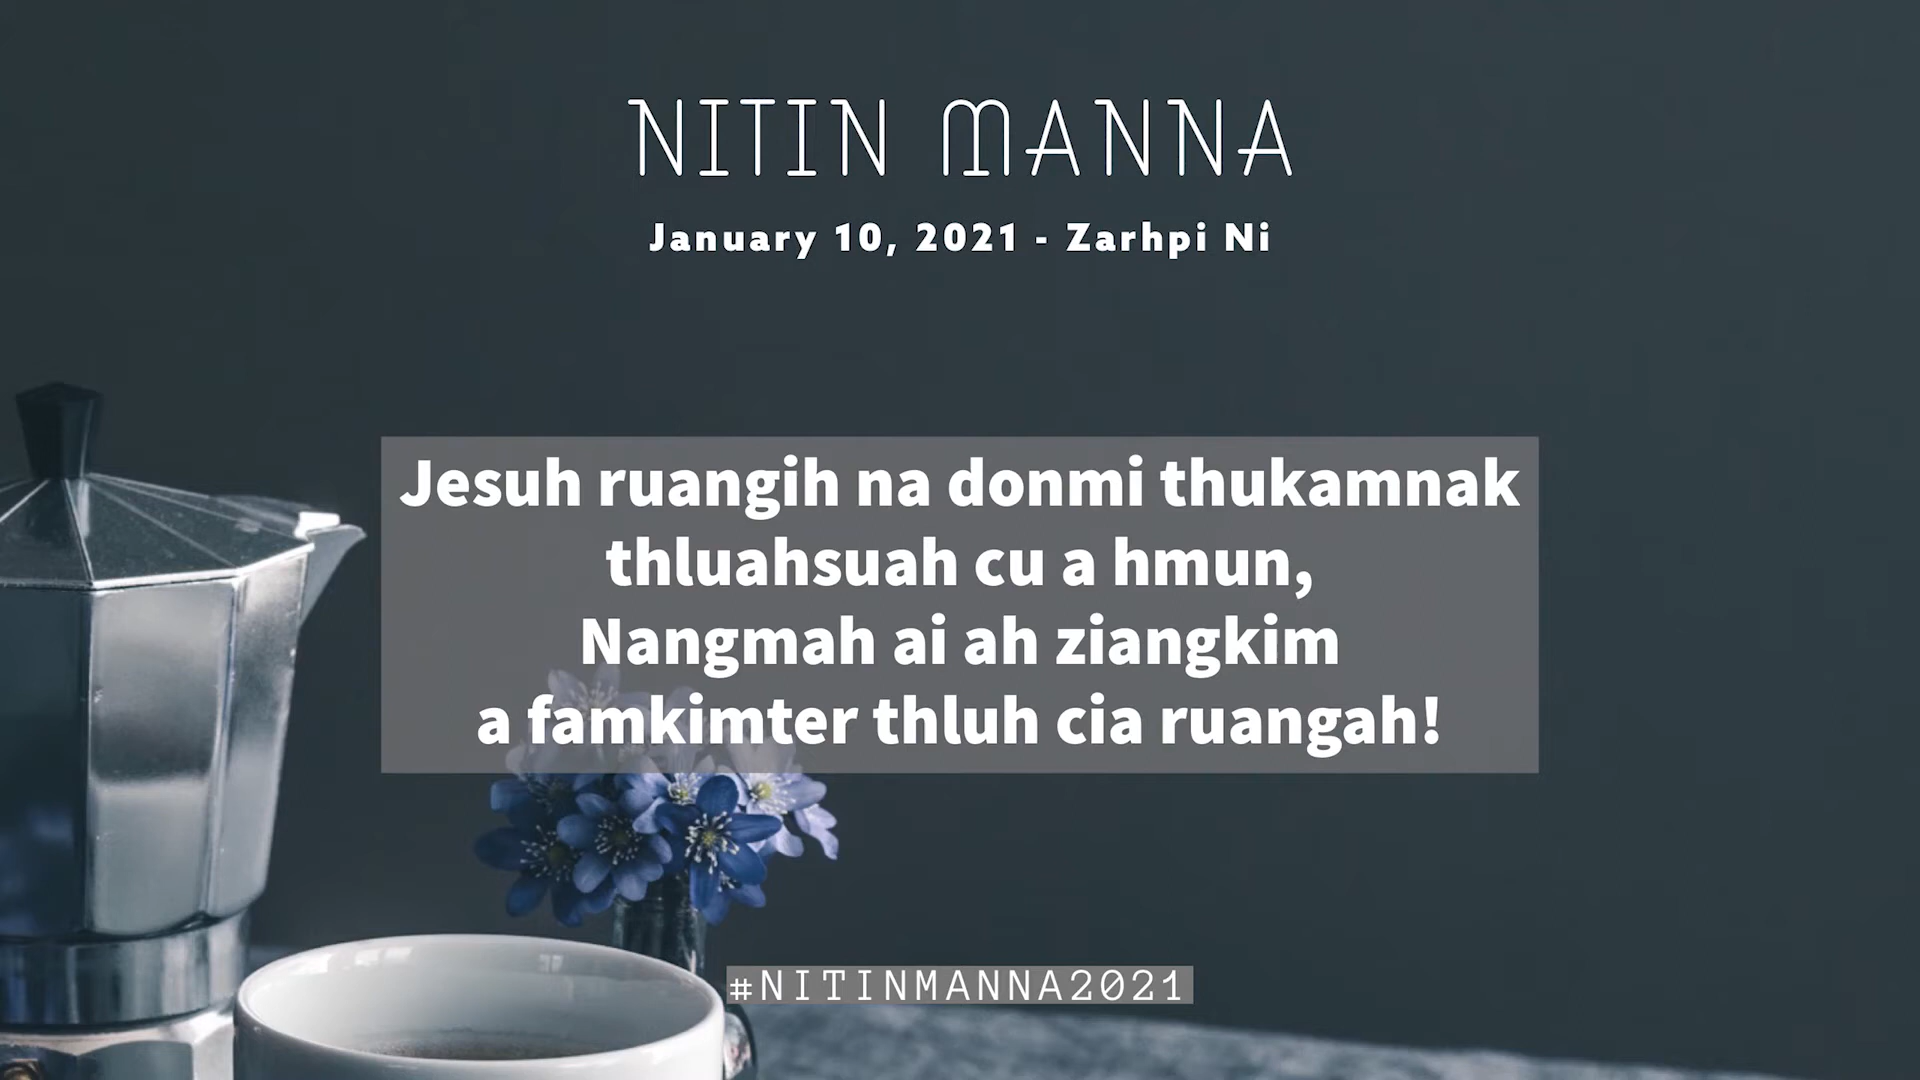 NITIN MANNA
January 10, 2021 - Zarhpi Ni
Jesuh ruangih na donmi thukamnak
thluahsuah cu a hmun,
Nangmah ai ah ziangkim
a famkimter thluh cia ruangah!
#NITINMANNA2021